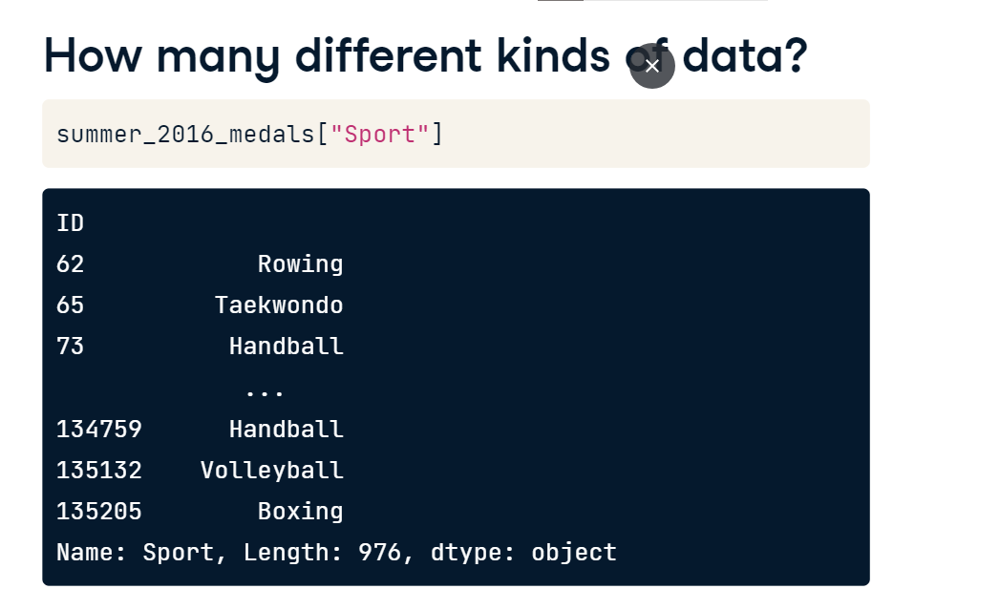 How many different kinds of data?
summer_2016_medals["Sport"]
ID
62 Rowing
65 Taekwondo
73 Handball
...
134759 Handball
135132 Volleyball
135205 Boxing
Name: Sport, Length: 976, dtype: object